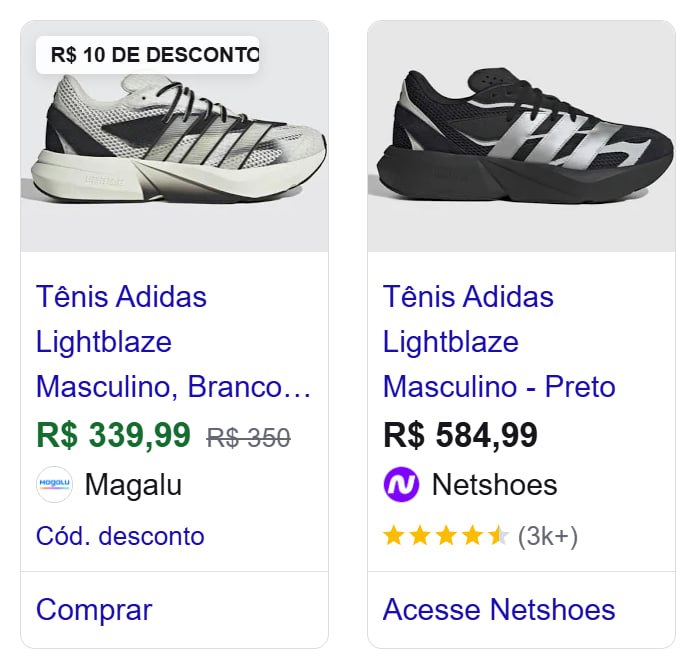 R$ 10 DE DESCONTO
Tênis Adidas
Lightblaze
Masculino, Branco…
R$ 339,99 R$ 350
Magalu
Magalu
Cód. desconto
Comprar
Tênis Adidas
Lightblaze
Masculino - Preto
R$ 584,99
N Netshoes
(3k+)
Acesse Netshoes